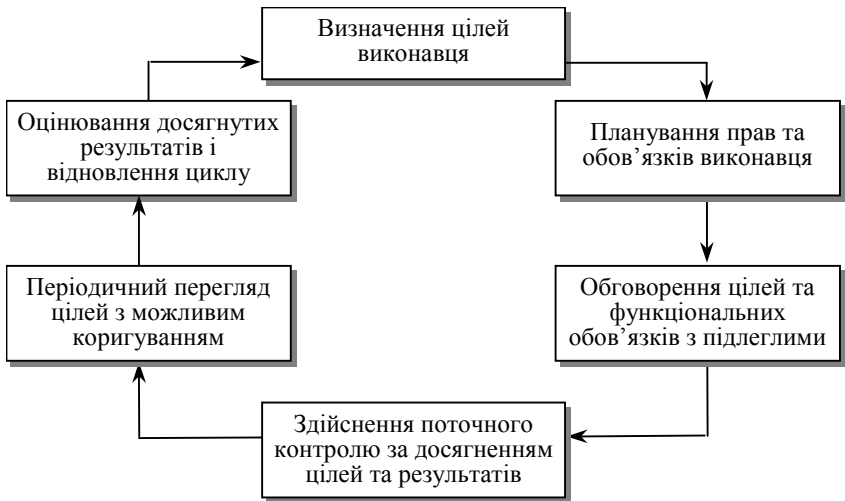 Визначення цілей
виконавця
Планування прав та
обов’язків виконавця
Обговорення цілей та
функціональних
обов’язків з підлеглими
Здійснення поточного
контролю за досягненням
цілей та результатів
Періодичний перегляд
цілей з можливим
коригуванням
Оцінювання досягнутих
результатів і
відновлення циклу